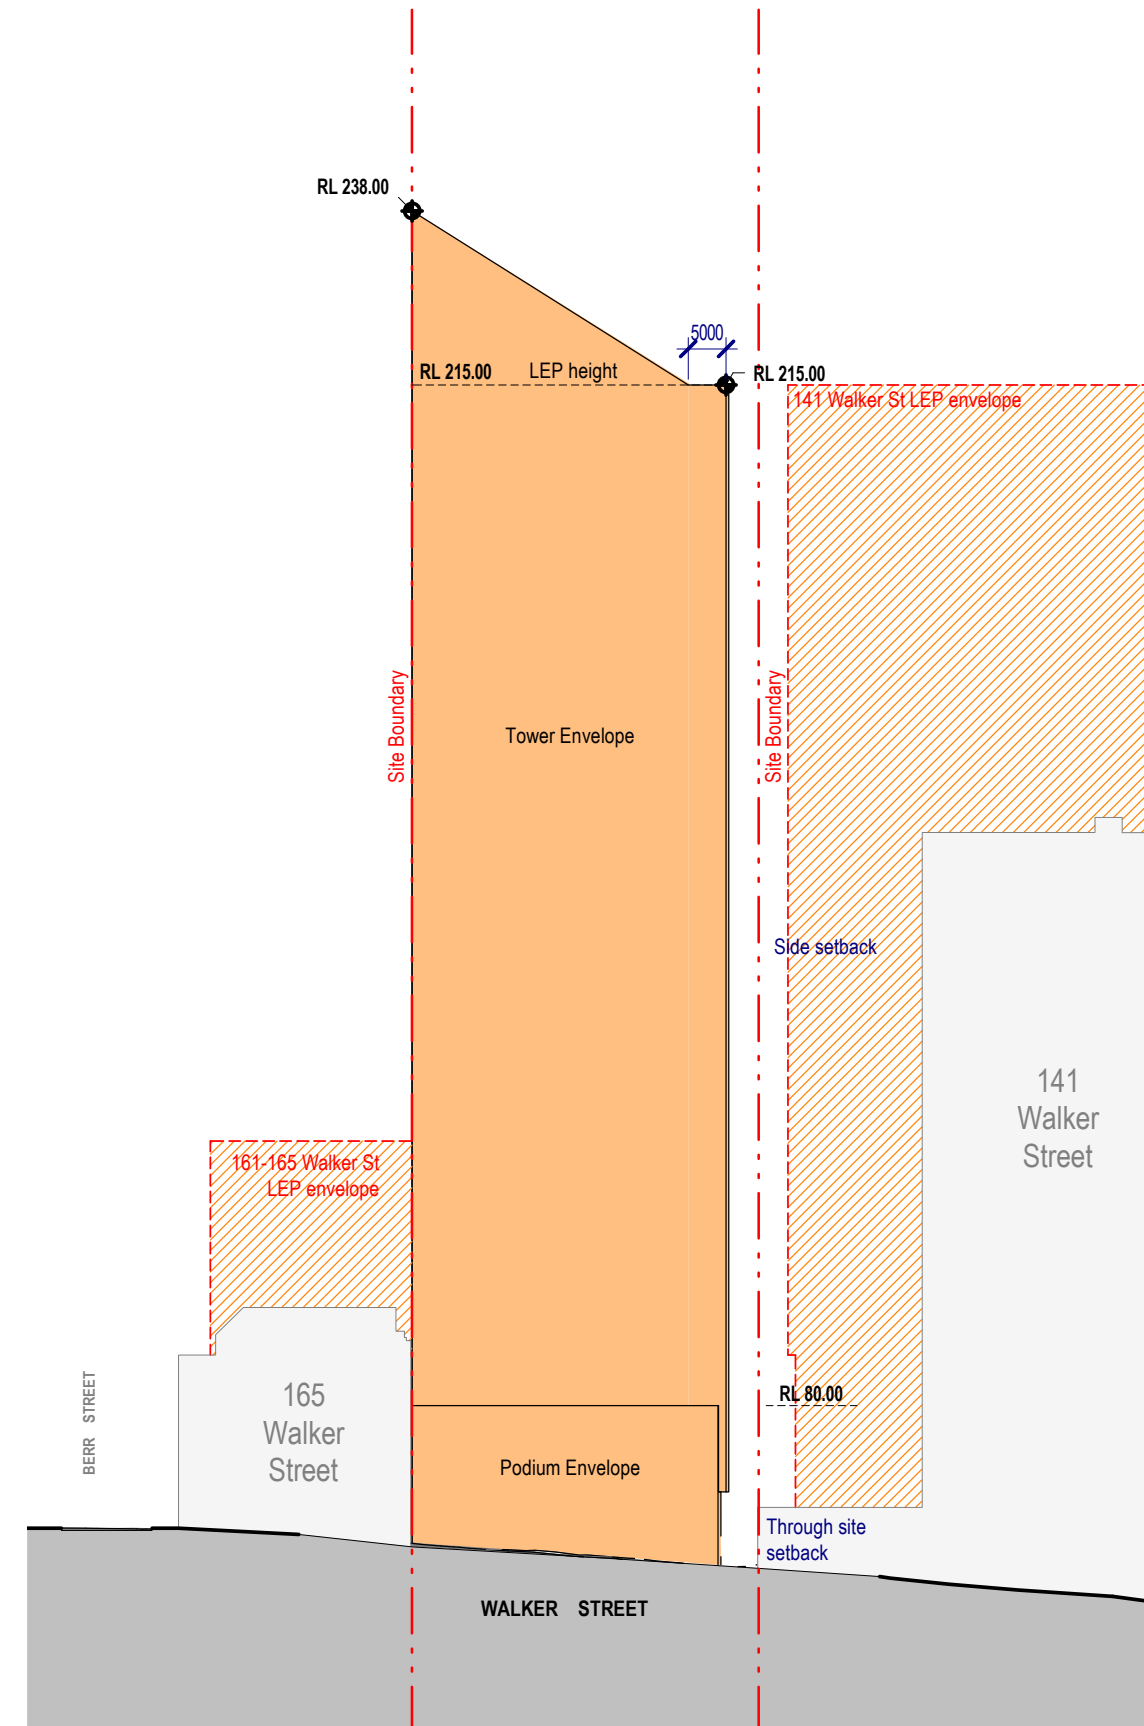 RL 238.00
5000
RL 215.00
LEP height
RL 215.00
141 Walker St LEP envelope
Site Boundary
Site Boundary
Tower Envelope
Side setback
141
Walker
Street
161-165 Walker St
LEP envelope
165
Walker
Street
BERR STREET
RL 80.00
Podium Envelope
Through site
setback
WALKER STREET